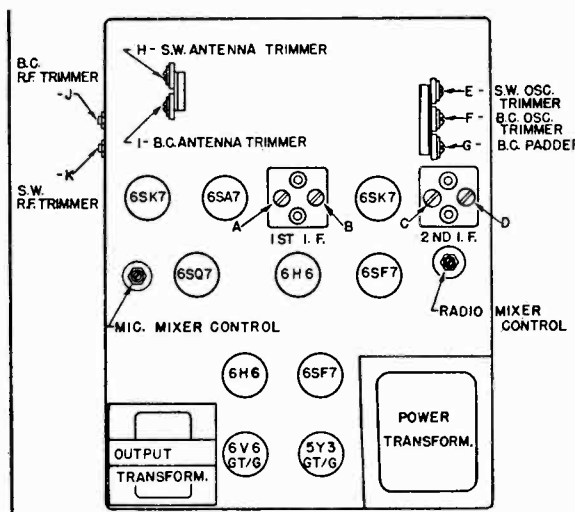 H - S.W. ANTENNA TRIMMER
B.C.
R.F. TRIMMER
- J
I - B.C. ANTENNA TRIMMER
- K
S.W.
R.F. TRIMMER
E - S.W. OSC.
TRIMMER
F - B.C. OSC.
TRIMMER
G - B.C. PADDER
6SK7
6SA7
A
B
1ST I.F.
6SK7
C
D
2ND I.F.
6SQ7
6H6
6SF7
MIC. MIXER CONTROL
RADIO MIXER
CONTROL
6H6
6SF7
OUTPUT
TRANSFORM.
6V6
GT/G
5Y3
GT/G
POWER
TRANSFORM.